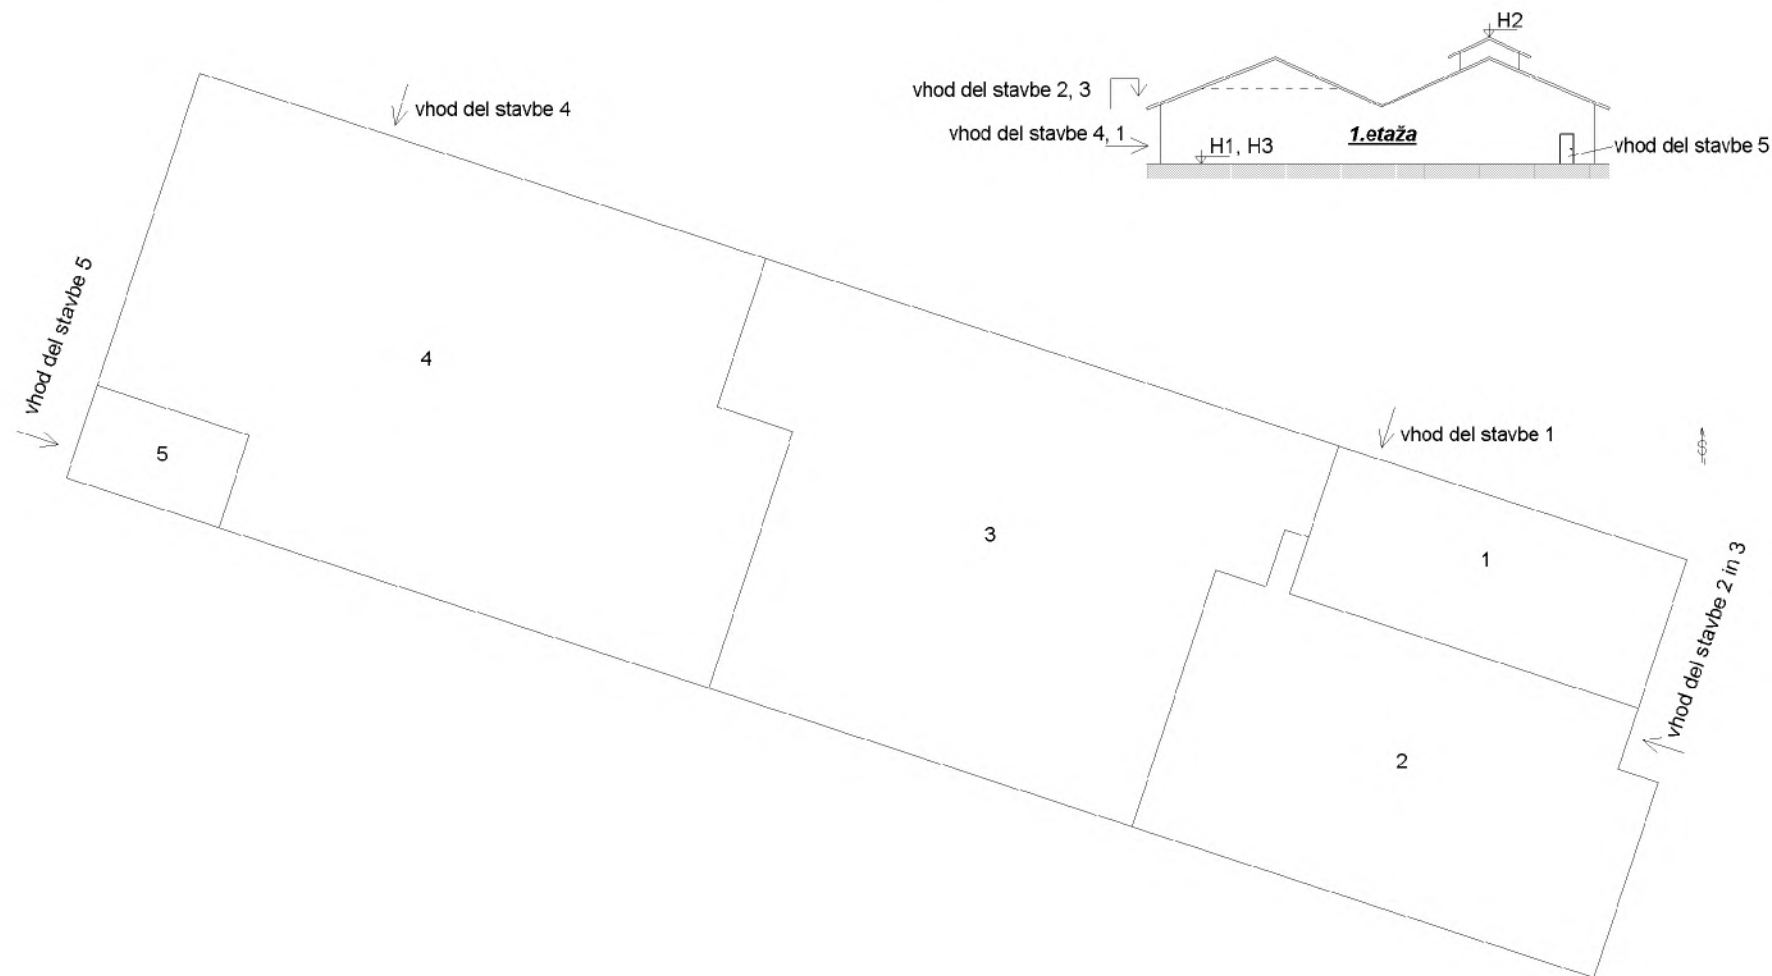 H2
vhod del stavbe 2, 3
vhod del stavbe 4, 1
H1, H3
1.etaža
vhod del stavbe 5
vhod del stavbe 4
vhod del stavbe 5
4
5
3
vhod del stavbe 1
1
vhod del stavbe 2 in 3
2